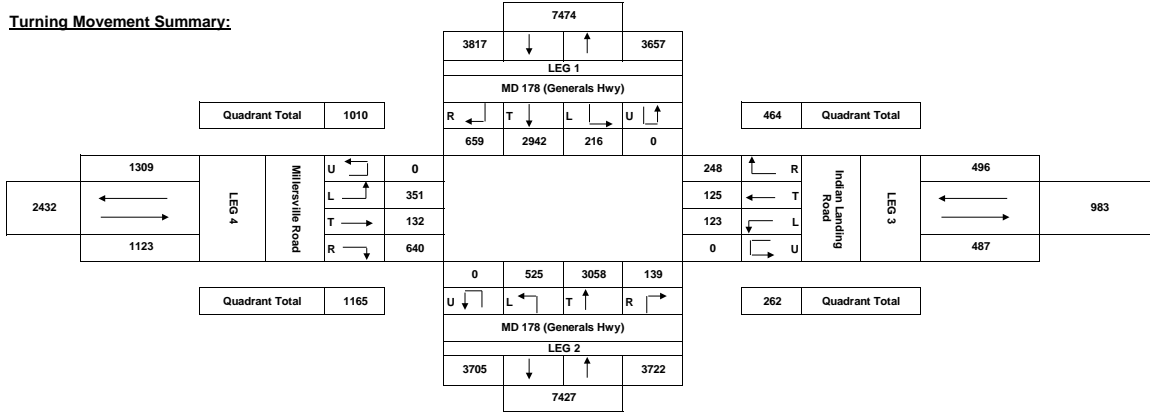 Turning Movement Summary:
7474
3817 3657
LEG 1
MD 178 (Generals Hwy)
Quadrant Total 1010
R T L U
464 Quadrant Total
659 2942 216 0
1309 U 0 248 R 496
2432 LEG 4 Millersville Road L 351 125 T Indian Landing Road LEG 3 983
T 132 123 L
1123 R 640 0 U 487
0 525 3058 139
Quadrant Total 1165
U L T R
262 Quadrant Total
MD 178 (Generals Hwy)
LEG 2
3705 3722
7427